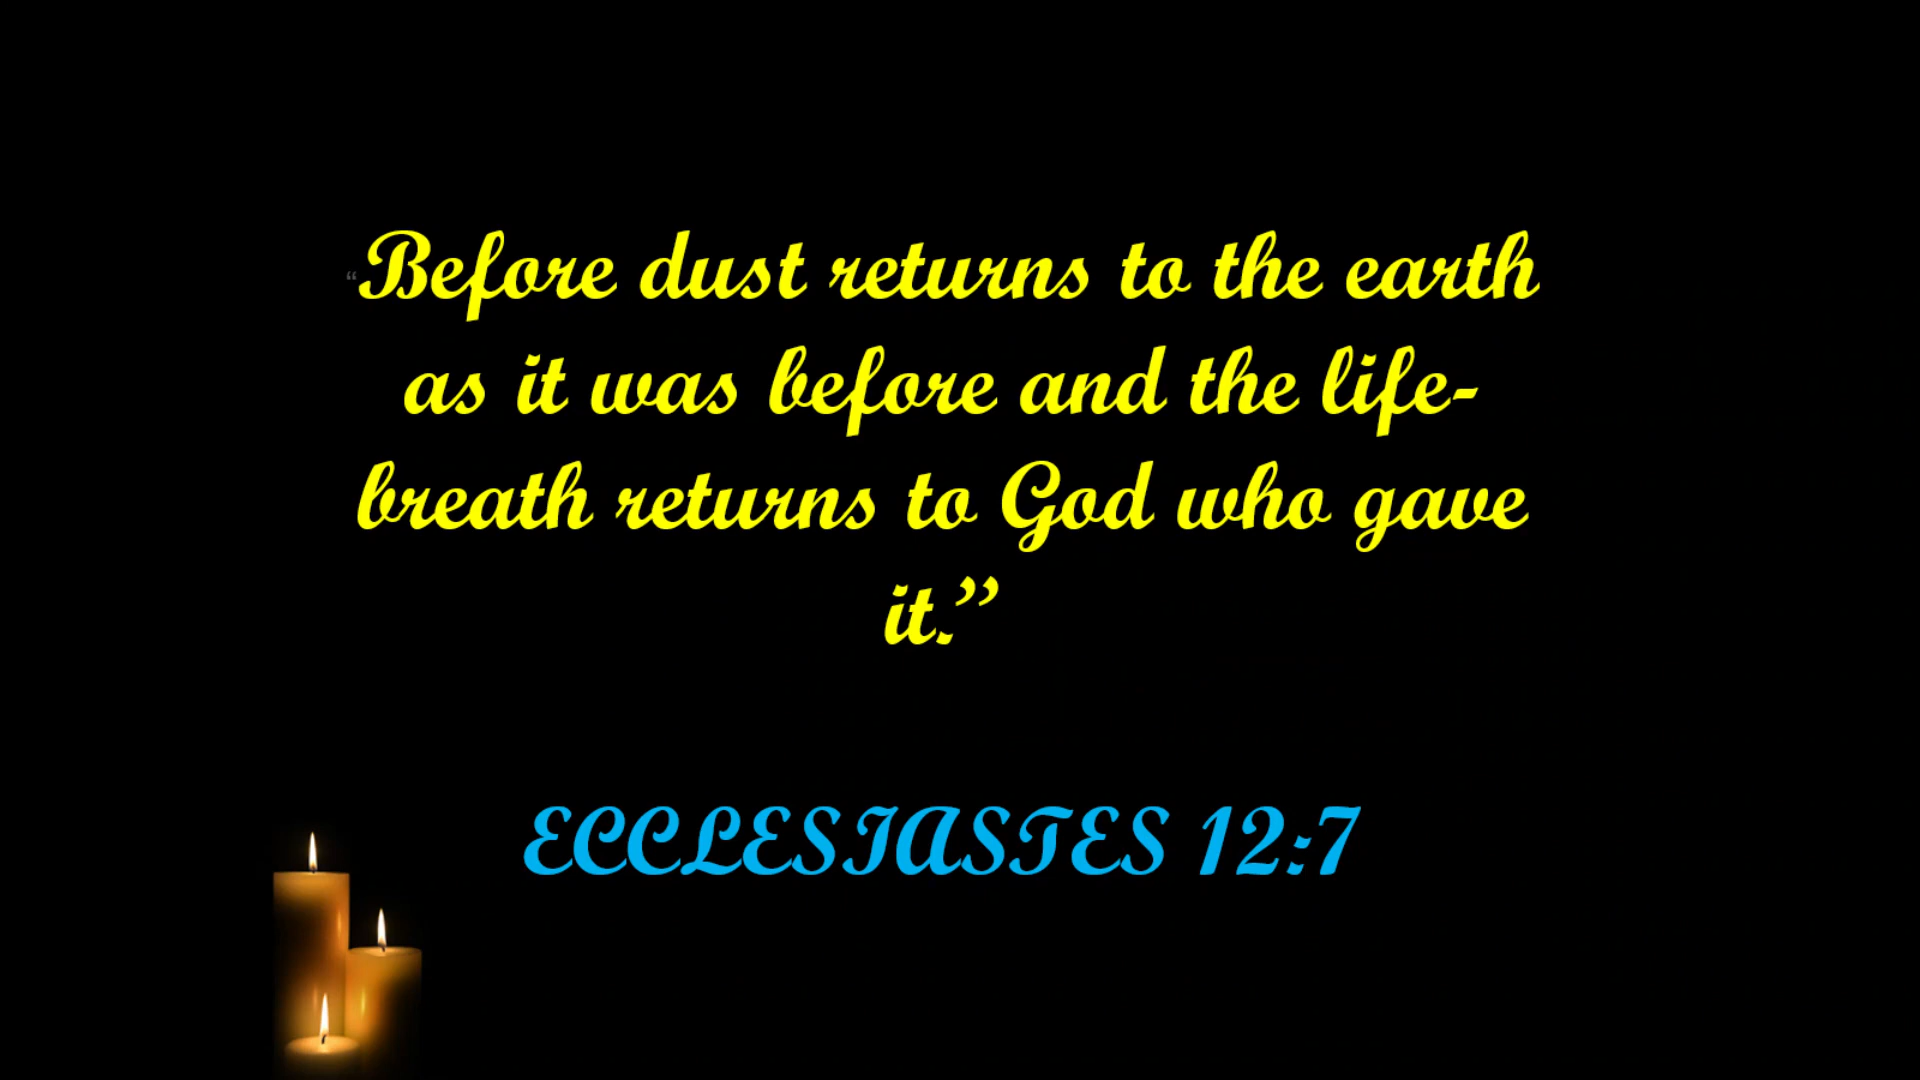 “Before dust returns to the earth
as it was before and the life-
breath returns to God who gave
it.”
ECCLESIASTES 12:7